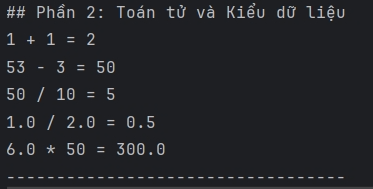 ## Phần 2: Toán tử và Kiểu dữ liệu
1 + 1 = 2
53 - 3 = 50
50 / 10 = 5
1.0 / 2.0 = 0.5
6.0 * 50 = 300.0
----------------------------------